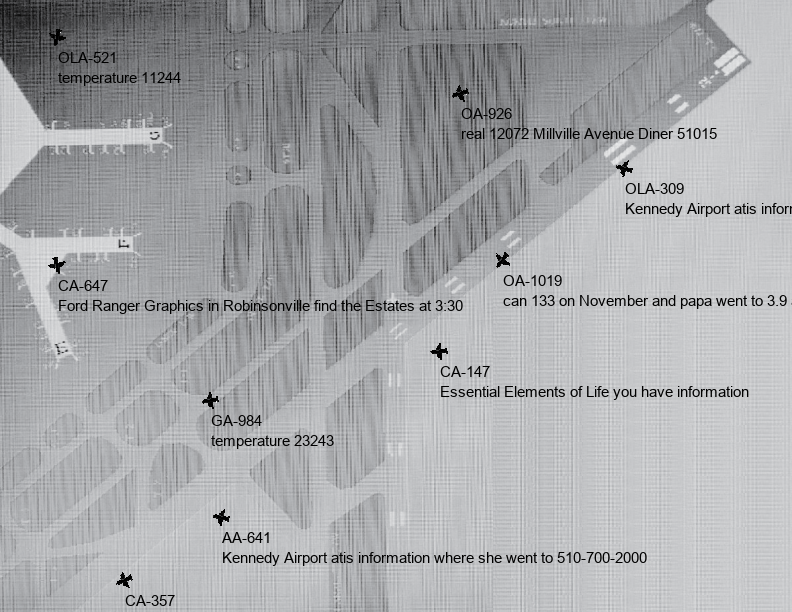 OLA-521
temperature 11244
OA-926
real 12072 Millville Avenue Diner 51015
OLA-309
Kennedy Airport atis infor
CA-647
Ford Ranger Graphics in Robinsonville find the Estates at 3:30
OA-1019
can 133 on November and papa went to 3.9
CA-147
Essential Elements of Life you have information
GA-984
temperature 23243
AA-641
Kennedy Airport atis information where she went to 510-700-2000
CA-357